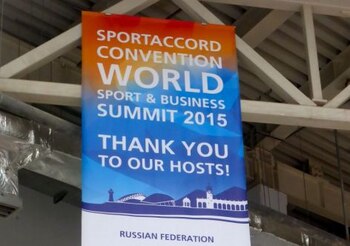 SPORTACCORD
CONVENTION
WORLD
SPORT & BUSINESS
SUMMIT 2015
THANK YOU
TO OUR HOSTS!
RUSSIAN FEDERATION